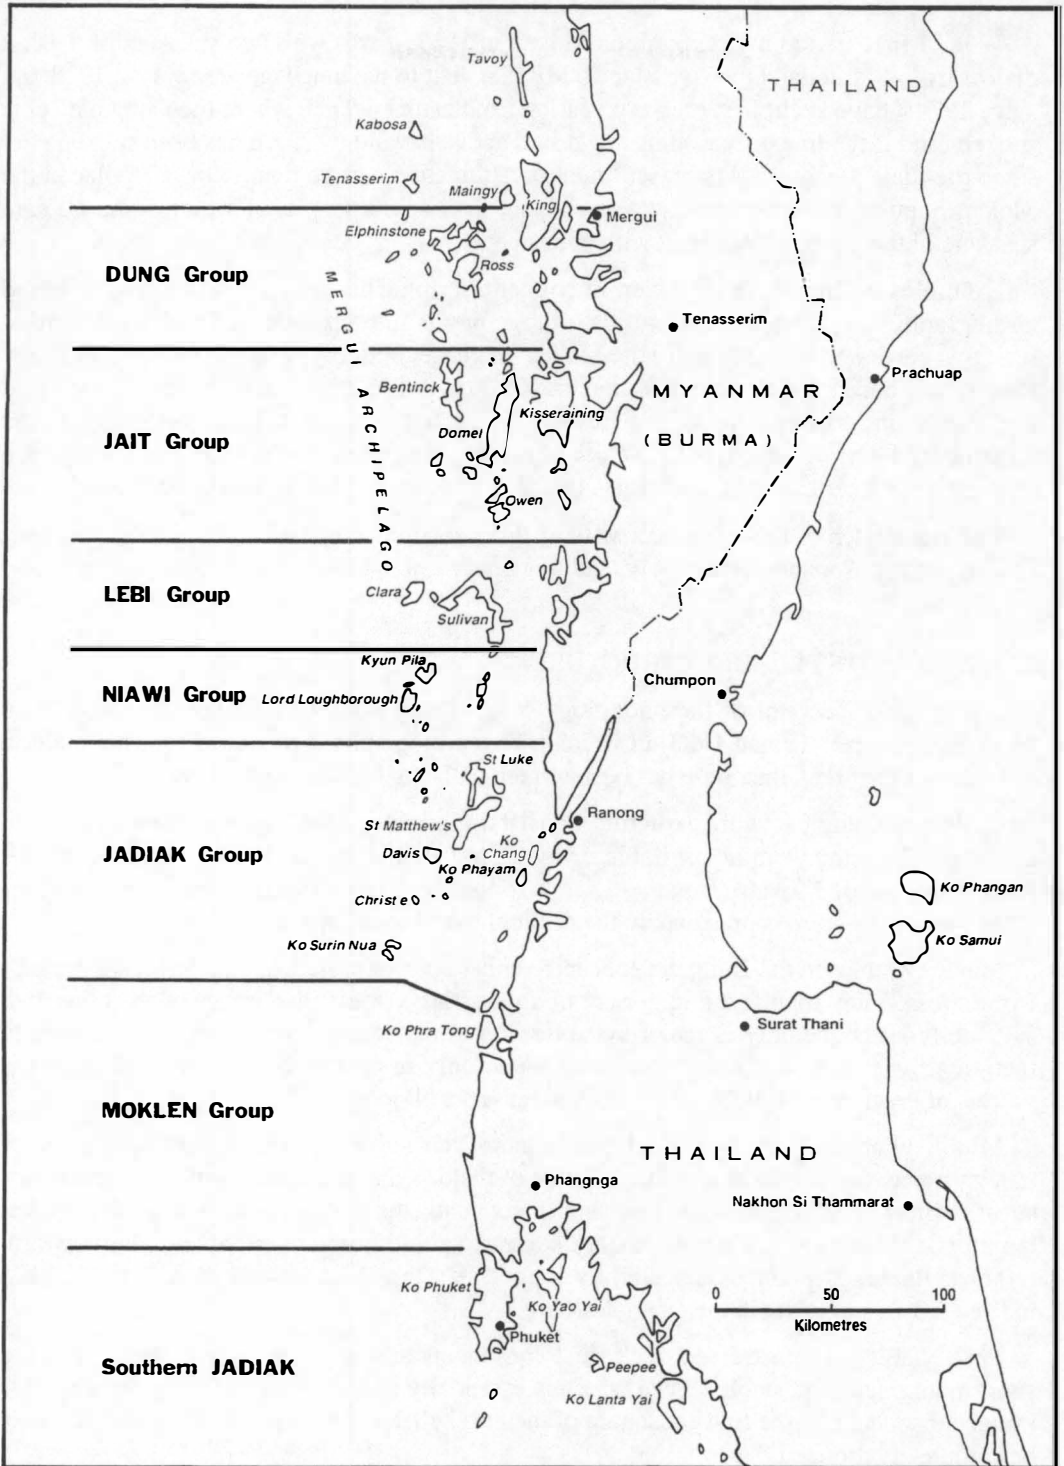 THAILAND
Tavoy
Kabosa
Tenasserim
Maingy
King
Mergui
Elphinstone
Ross
DUNG Group
MERGUI ARCHIPELAGO
Tenasserim
Prachuap
MYANMAR
(BURMA)
Bentinck
Kisseraining
Domel
JAIT Group
Owen
LEBI Group
Clara
Sulivan
Kyun Pila
NIAWI Group
Lord Loughborough
Chumpon
St Luke
Ranong
St Matthew's
JADIAK Group
Davis
Ko
Chang
Ko Phayam
Christe
Ko Phangan
Ko Surin Nua
Ko Samui
Ko Phra Tong
Surat Thani
MOKLEN Group
THAILAND
Phangnga
Nakhon Si Thammarat
Ko Phuket
Ko Yao Yai
0 50 100
Kilometres
Phuket
Southern JADIAK
Peepee
Ko Lanta Yai